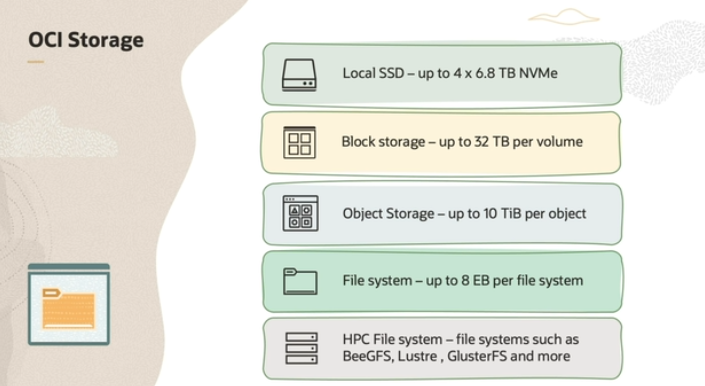 OCI Storage
Local SSD – up to 4 x 6.8 TB NVMe
Block storage – up to 32 TB per volume
Object Storage – up to 10 TiB per object
File system – up to 8 EB per file system
HPC File system – file systems such as
BeeGFS, Lustre , GlusterFS and more